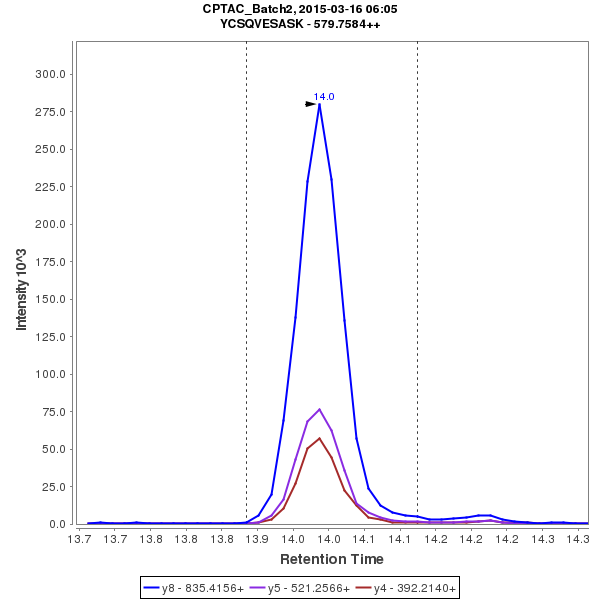 CPTAC_Batch2, 2015-03-16 06:05
YCSQVESASK - 579.7584++
300.0
275.0
250.0
225.0
200.0
175.0
150.0
125.0
100.0
75.0
50.0
25.0
0.0
Intensity 10^3
14.0
13.7 13.7 13.8 13.8 13.8 13.9 14.0 14.0 14.1 14.1 14.2 14.2 14.2 14.3 14.3
Retention Time
y8 - 835.4156+ y5 - 521.2566+ y4 - 392.2140+